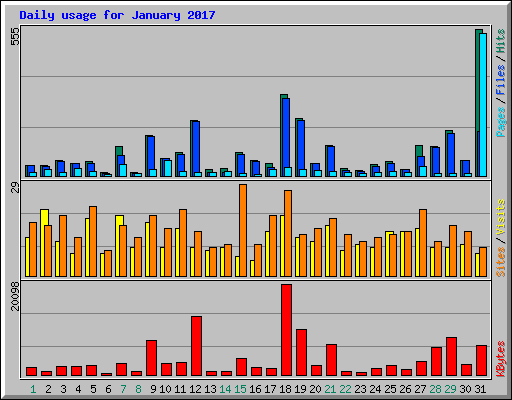 Daily usage for January 2017
555
Pages / Files / Hits
29
Sites / Visits
20098
KBytes
1 2 3 4 5 6 7 8 9 10 11 12 13 14 15 16 17 18 19 20 21 22 23 24 25 26 27 28 29 30 31